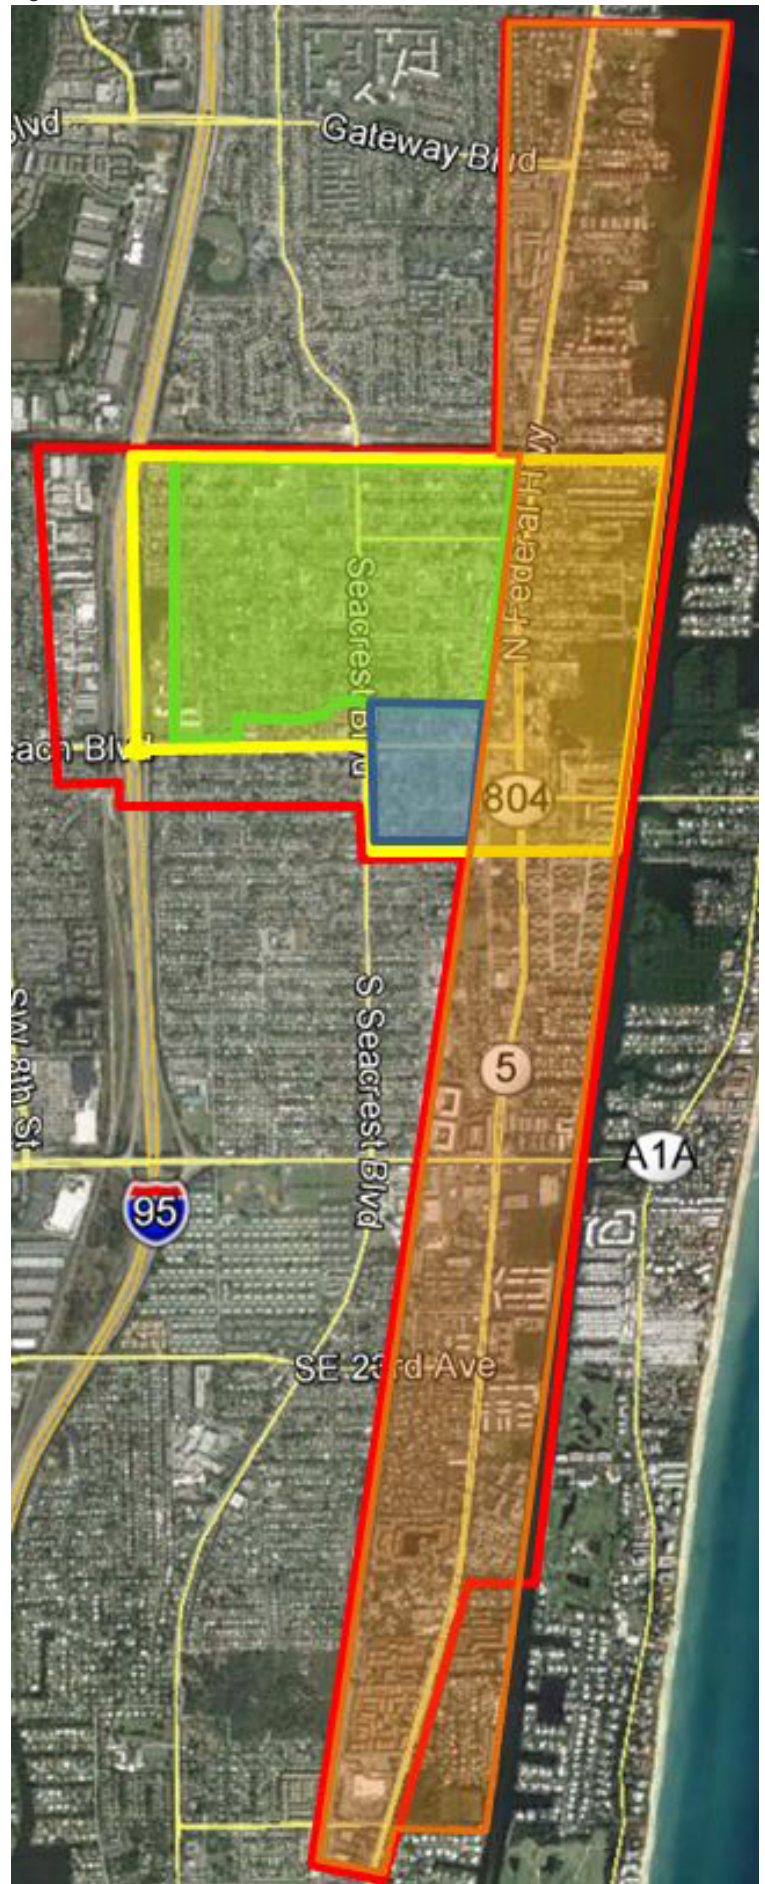 lvd
Gateway Blvd
N Federal Hwy
Seacrest Blvd
each Blvd
804
S Seacrest Blvd
SW 8th St
5
A1A
95
SE 23rd Ave